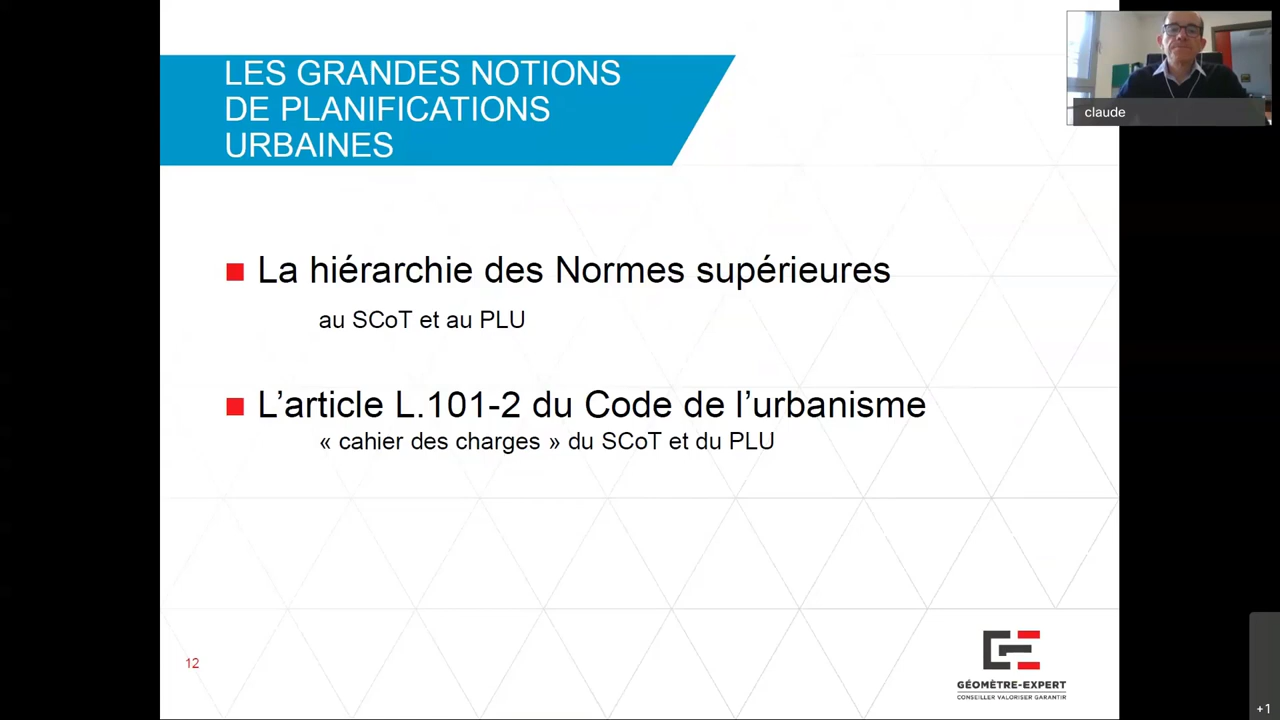 LES GRANDES NOTIONS
DE PLANIFICATIONS
URBAINES
claude
La hiérarchie des Normes supérieures
au SCoT et au PLU
L’article L.101-2 du Code de l’urbanisme
« cahier des charges » du SCoT et du PLU
12
GÉOMÈTRE-EXPERT
CONSEILLER VALORISER GARANTIR
+1